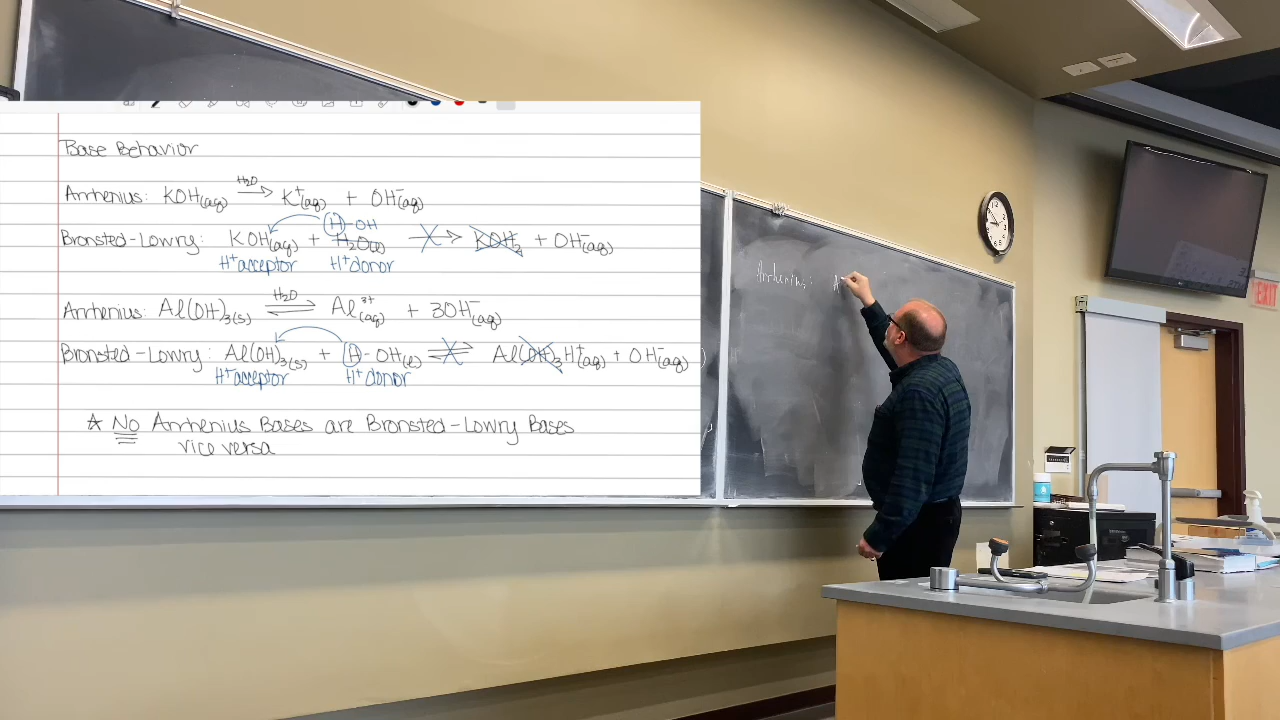 Base Behavior
Arrhenius: KOH(aq) H₂O → K⁺(aq) + OH⁻(aq)
H-OH
Bronsted-Lowry: KOH(aq) + H₂O(l) → KOH₂ + OH⁻(aq)
H⁺acceptor H⁺donor
Arrhenius: Al(OH)₃(s) H₂O ⇌ Al³⁺(aq) + 3OH⁻(aq)
Bronsted-Lowry: Al(OH)₃(s) + H-OH(l) ⇌ Al(OH)₃H⁺(aq) + OH⁻(aq)
H⁺acceptor H⁺donor
☆ No Arrhenius Bases are Bronsted-Lowry Bases
vice versa
Arrhenius: A
EXIT